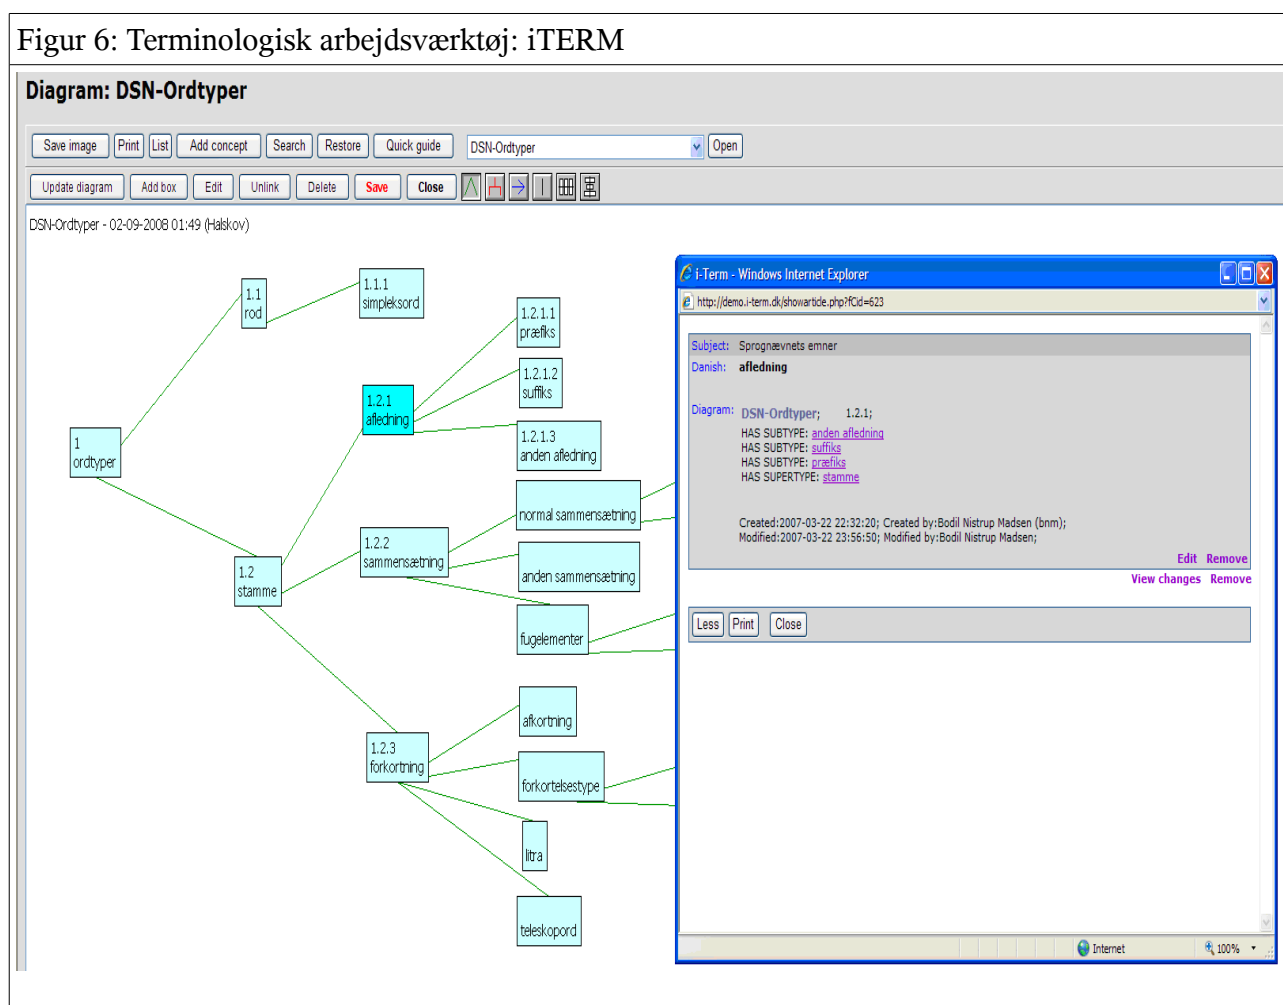 Figur 6: Terminologisk arbejdsværktøj: iTERM
Diagram: DSN-Ordtyper
Save image Print List Add concept Search Restore Quick guide DSN-Ordtyper Open
Update diagram Add box Edit Unlink Delete Save Close
DSN-Ordtyper - 02-09-2008 01:49 (Halskov)
1
ordtyper
1.1
rod
1.1.1
simpleksord
1.2
stamme
1.2.1
afledning
1.2.1.1
præfiks
1.2.1.2
suffiks
1.2.1.3
anden afledning
1.2.2
sammensætning
normal sammensætning
anden sammensætning
fugelementer
1.2.3
forkortning
afkortning
forkortelsestype
litra
teleskopord
i-Term - Windows Internet Explorer
http://demo.i-term.dk/showarticle.php?fCid=623
Subject: Sprognævnets emner
Danish: afledning
Diagram: DSN-Ordtyper; 1.2.1;
HAS SUBTYPE: anden afledning
HAS SUBTYPE: suffiks
HAS SUBTYPE: præfiks
HAS SUPERTYPE: stamme
Created:2007-03-22 22:32:20; Created by:Bodil Nistrup Madsen (bnm);
Modified:2007-03-22 23:56:50; Modified by:Bodil Nistrup Madsen;
Edit Remove
View changes Remove
Less Print Close
Internet 100%